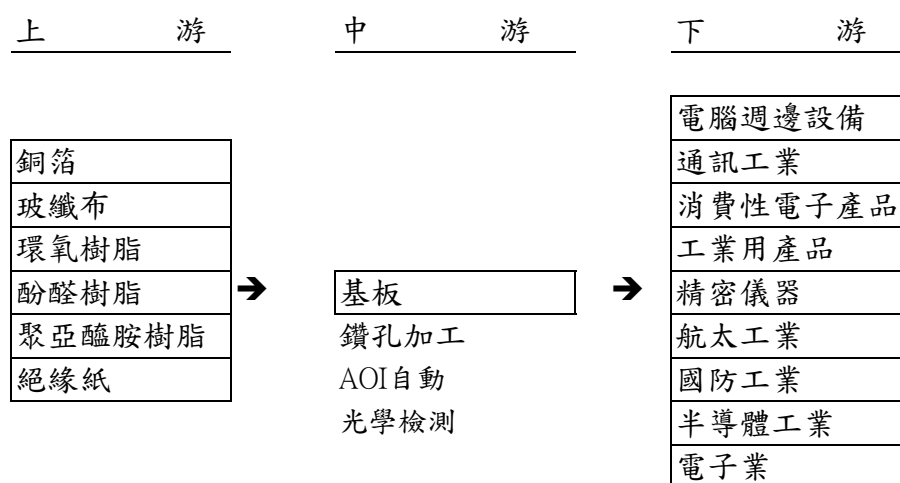 上游 中游 下游
電腦週邊設備
銅箔
通訊工業
玻纖布
消費性電子產品
環氧樹脂
工業用產品
酚醛樹脂
基板
精密儀器
聚亞醯胺樹脂
鑽孔加工
航太工業
絕緣紙
AOI自動
國防工業
光學檢測
半導體工業
電子業